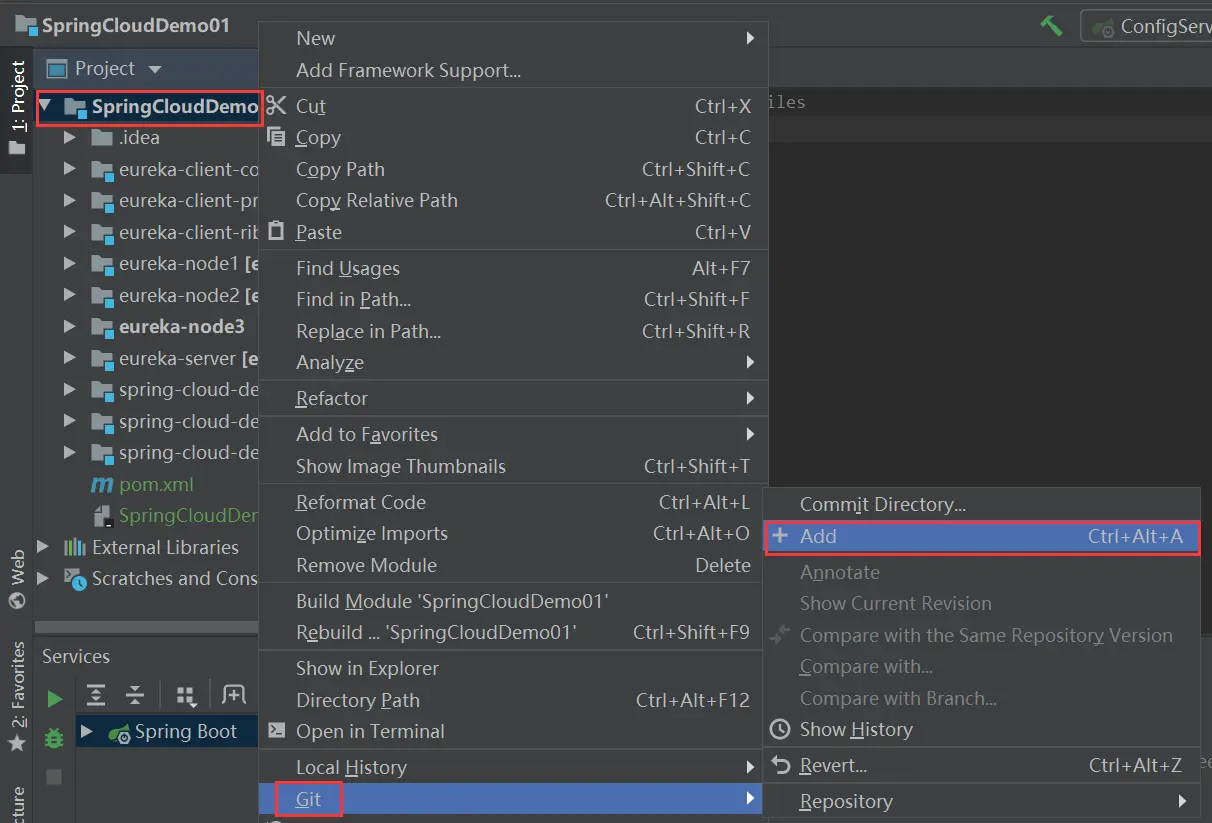 SpringCloudDemo01
ConfigServ
1: Project
Project
SpringCloudDemo
.idea
eureka-client-co
eureka-client-pr
eureka-client-rib
eureka-node1 [e
eureka-node2 [e
eureka-node3
eureka-server [e
spring-cloud-de
spring-cloud-de
spring-cloud-de
pom.xml
SpringCloudDer
External Libraries
Scratches and Cons
Web
2: Favorites
cture
Services
Spring Boot
New
Add Framework Support...
Cut Ctrl+X
Copy Ctrl+C
Copy Path Ctrl+Shift+C
Copy Relative Path Ctrl+Alt+Shift+C
Paste Ctrl+V
Find Usages Alt+F7
Find in Path... Ctrl+Shift+F
Replace in Path... Ctrl+Shift+R
Analyze
Refactor
Add to Favorites
Show Image Thumbnails Ctrl+Shift+T
Reformat Code Ctrl+Alt+L
Optimize Imports Ctrl+Alt+O
Remove Module Delete
Build Module 'SpringCloudDemo01'
Rebuild ... 'SpringCloudDemo01' Ctrl+Shift+F9
Show in Explorer
Directory Path Ctrl+Alt+F12
Open in Terminal
Local History
Git
iles
Commit Directory...
Add Ctrl+Alt+A
Annotate
Show Current Revision
Compare with the Same Repository Version
Compare with...
Compare with Branch...
Show History
Revert... Ctrl+Alt+Z
Repository